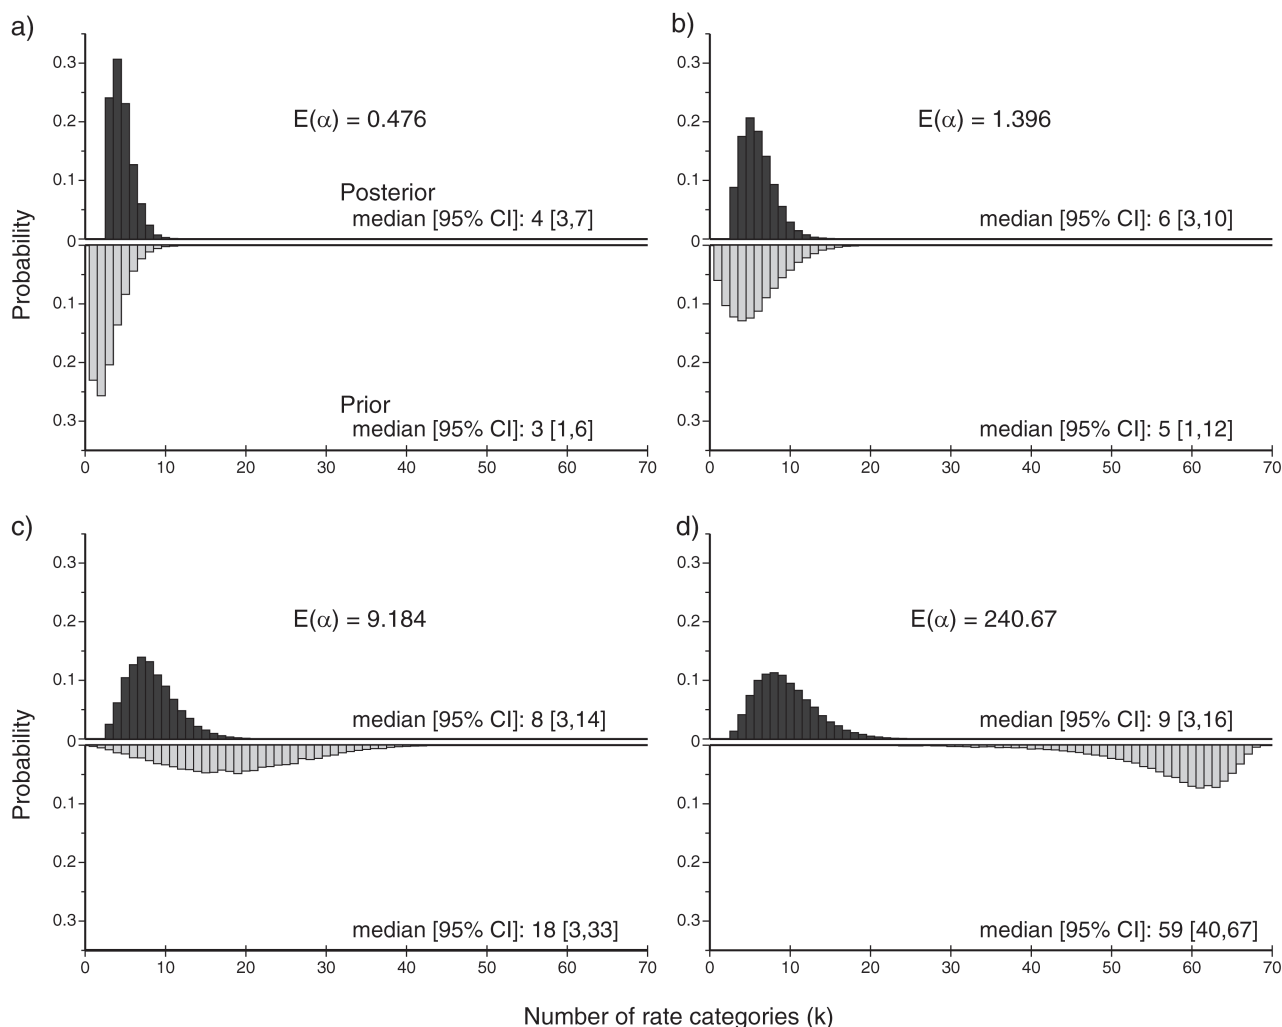 a)
0.3
0.2
0.1
0
0.1
0.2
0.3
E(α) = 0.476
Posterior
median [95% CI]: 4 [3,7]
Prior
median [95% CI]: 3 [1,6]
0 10 20 30 40 50 60 70
Probability
b)
0.3
0.2
0.1
0
0.1
0.2
0.3
E(α) = 1.396
median [95% CI]: 6 [3,10]
median [95% CI]: 5 [1,12]
0 10 20 30 40 50 60 70
c)
0.3
0.2
0.1
0
0.1
0.2
0.3
E(α) = 9.184
median [95% CI]: 8 [3,14]
median [95% CI]: 18 [3,33]
0 10 20 30 40 50 60 70
Probability
d)
0.3
0.2
0.1
0
0.1
0.2
0.3
E(α) = 240.67
median [95% CI]: 9 [3,16]
median [95% CI]: 59 [40,67]
0 10 20 30 40 50 60 70
Number of rate categories (k)